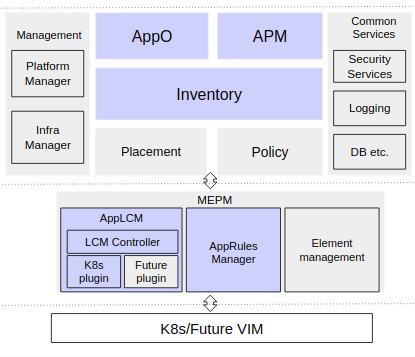 Management
Platform
Manager
Infra
Manager
AppO
APM
Inventory
Placement
Policy
Common
Services
Security
Services
Logging
DB etc.
MEPM
AppLCM
LCM Controller
K8s
plugin
Future
plugin
AppRules
Manager
Element
management
K8s/Future VIM